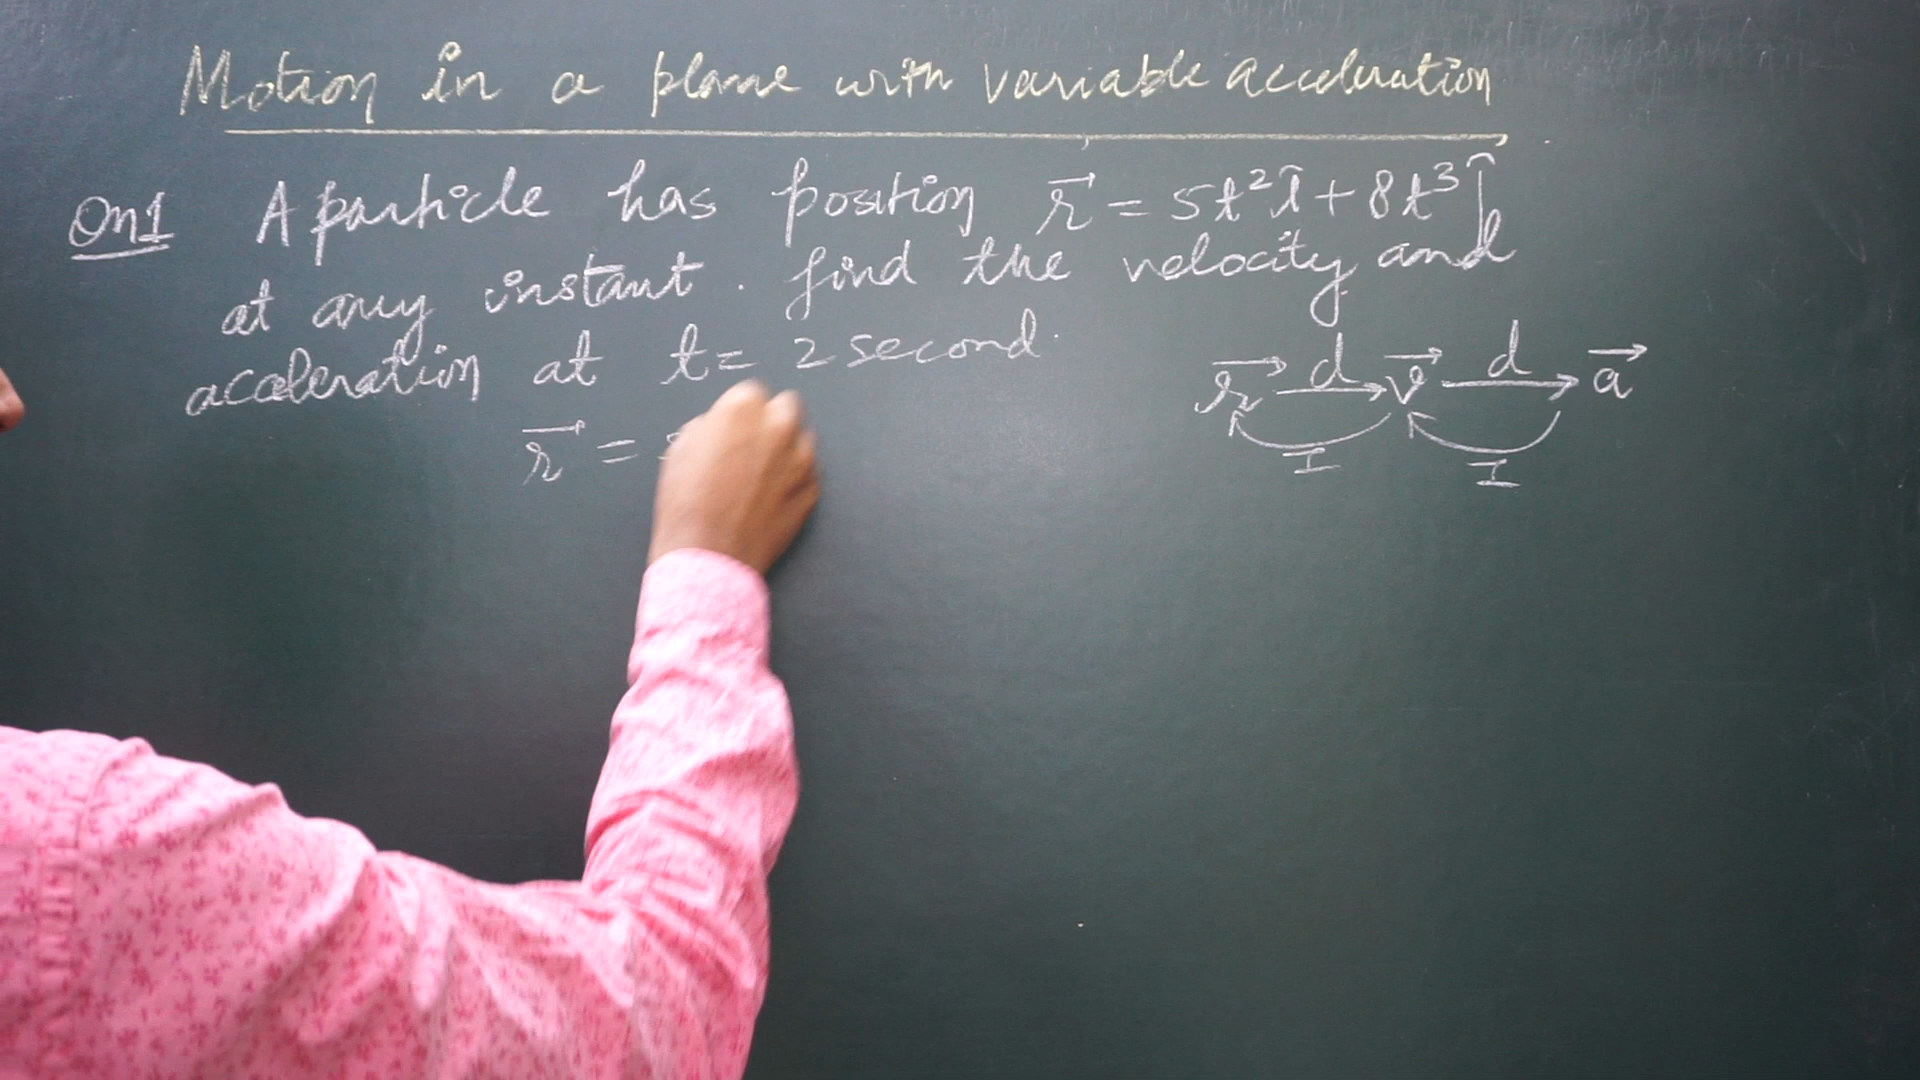 Motion in a plane with variable acceleration
Qn1 A particle has position r⃗ = 5t²î + 8t³ĵ
at any instant. find the velocity and
acceleration at t= 2 second.
r⃗ d v⃗ d a⃗
I I
r⃗ =